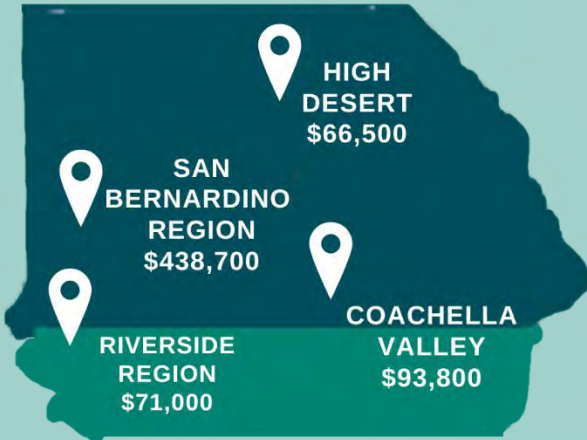 HIGH
DESERT
$66,500
SAN
BERNARDINO
REGION
$438,700
COACHELLA
VALLEY
$93,800
RIVERSIDE
REGION
$71,000